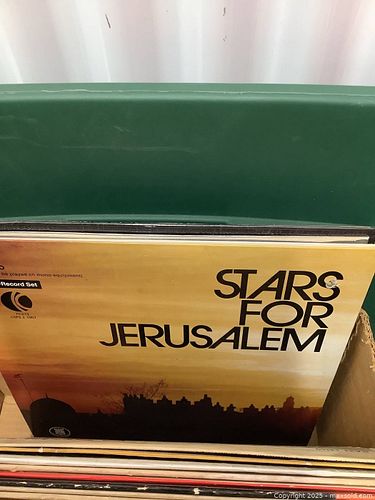 Record Set
STARS
FOR
JERUSALEM
Copyright 2025 - maxsold.com